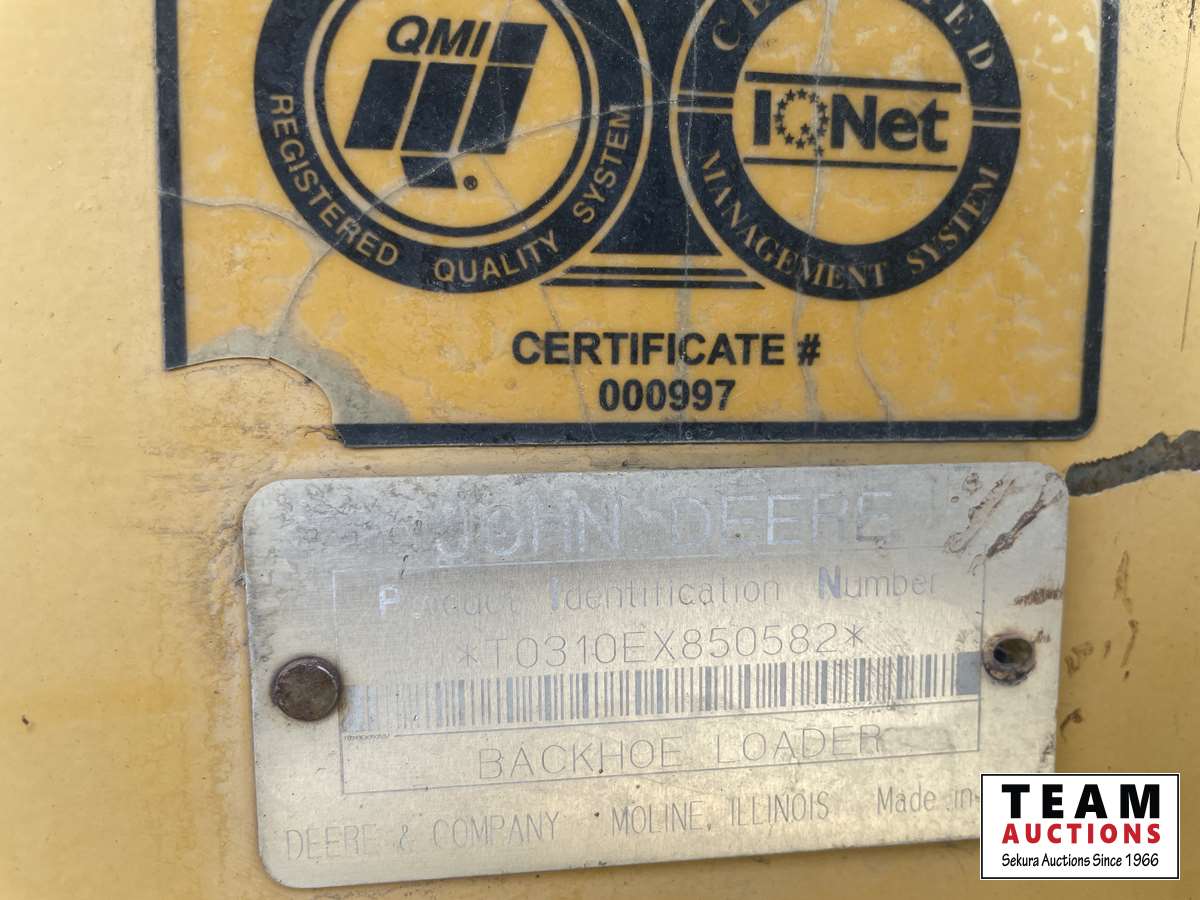 QMI
REGISTERED QUALITY SYSTEM
®
CERTIFIED
IQNet
MANAGEMENT SYSTEM
CERTIFICATE #
000997
JOHN DEERE
Product Identification Number
*T0310EX850582*
BACKHOE LOADER
DEERE & COMPANY MOLINE, ILLINOIS Made in
TEAM
AUCTIONS
Sekura Auctions Since 1966